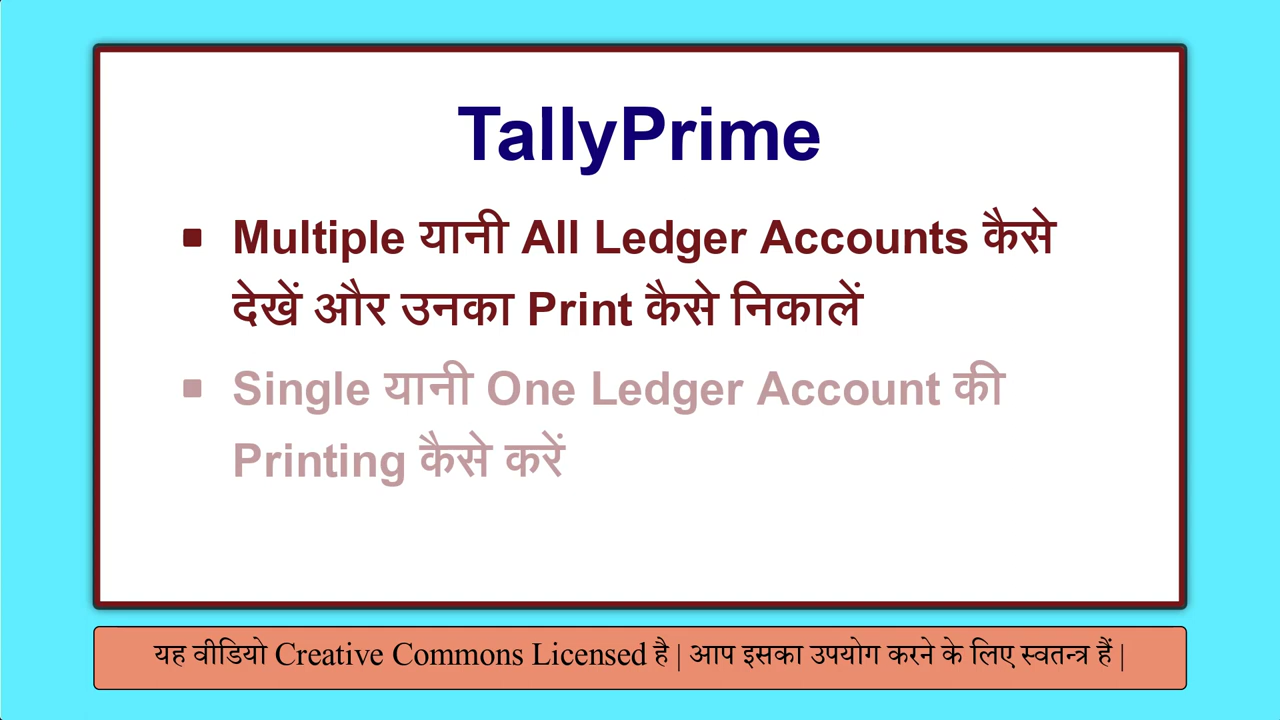 TallyPrime
▪ Multiple यानी All Ledger Accounts कैसे
देखें और उनका Print कैसे निकालें
▪ Single यानी One Ledger Account की
Printing कैसे करें
यह वीडियो Creative Commons Licensed है | आप इसका उपयोग करने के लिए स्वतन्त्र हैं |